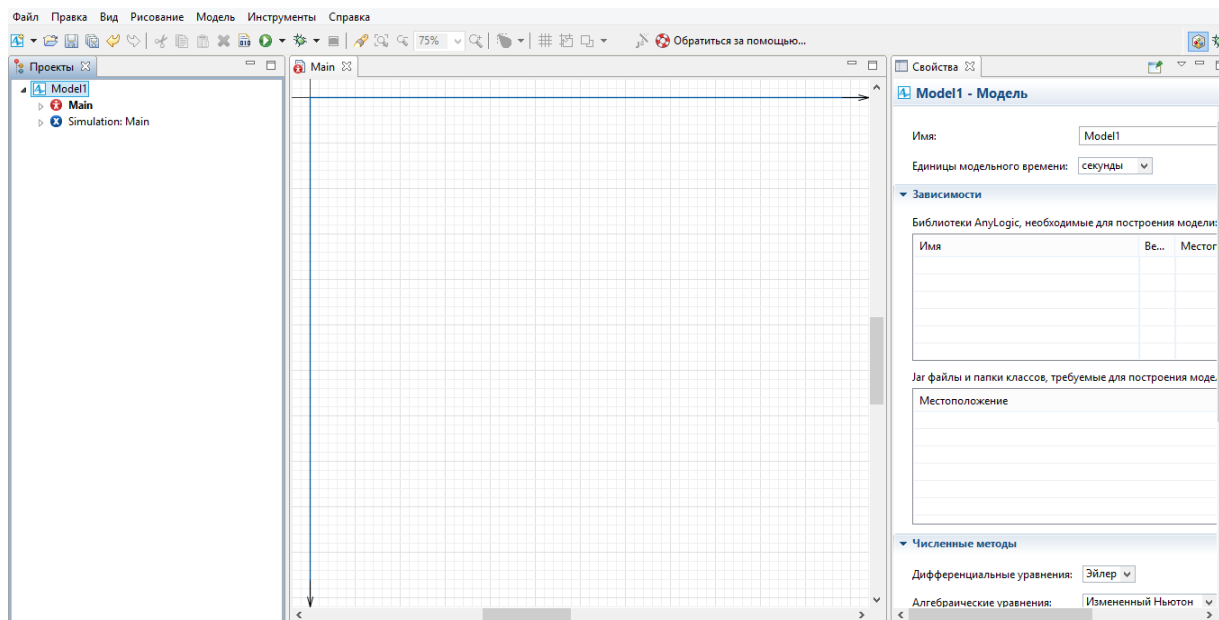 Файл Правка Вид Рисование Модель Инструменты Справка
75% Обратиться за помощью...
Проекты
Model1
Main
Simulation: Main
Main
Свойства
Model1 - Модель
Имя: Model1
Единицы модельного времени: секунды
Зависимости
Библиотеки AnyLogic, необходимые для построения модели:
Имя Ве... Местоп
Jar файлы и папки классов, требуемые для построения моде
Местоположение
Численные методы
Дифференциальные уравнения: Эйлер
Алгебраические уравнения: Измененный Ньютон